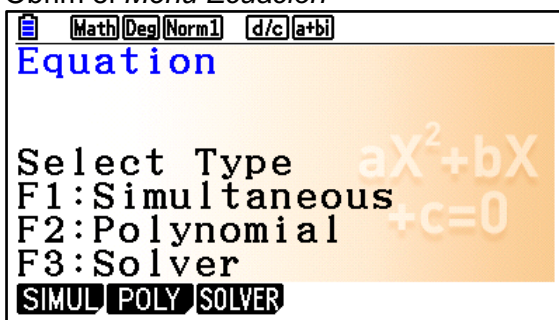 Obrim el Menú Ecuación
Math Deg Norm1 d/c a+bi
Equation
aX²+bX
+c=0
Select Type
F1:Simultaneous
F2:Polynomial
F3:Solver
SIMUL POLY SOLVER